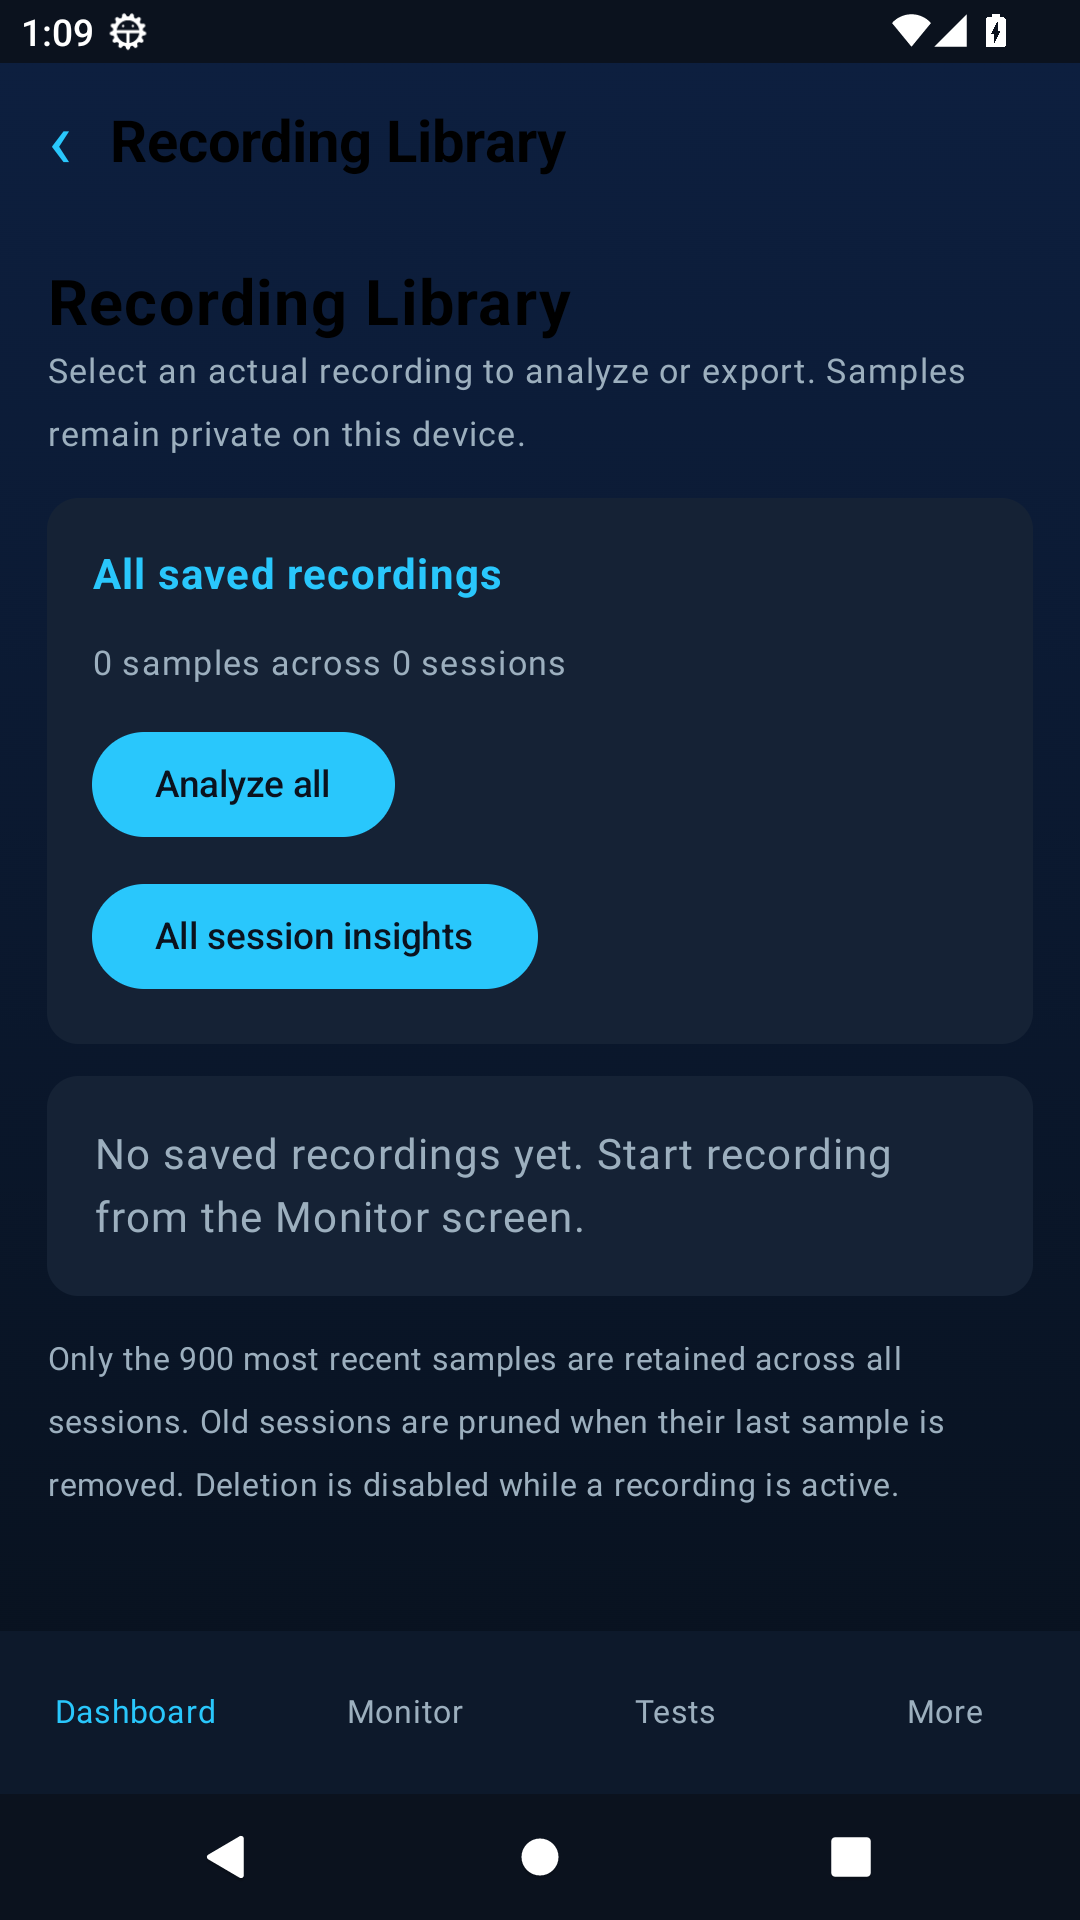 1:09
‹ Recording Library
Recording Library
Select an actual recording to analyze or export. Samples
remain private on this device.
All saved recordings
0 samples across 0 sessions
Analyze all
All session insights
No saved recordings yet. Start recording
from the Monitor screen.
Only the 900 most recent samples are retained across all
sessions. Old sessions are pruned when their last sample is
removed. Deletion is disabled while a recording is active.
Dashboard Monitor Tests More